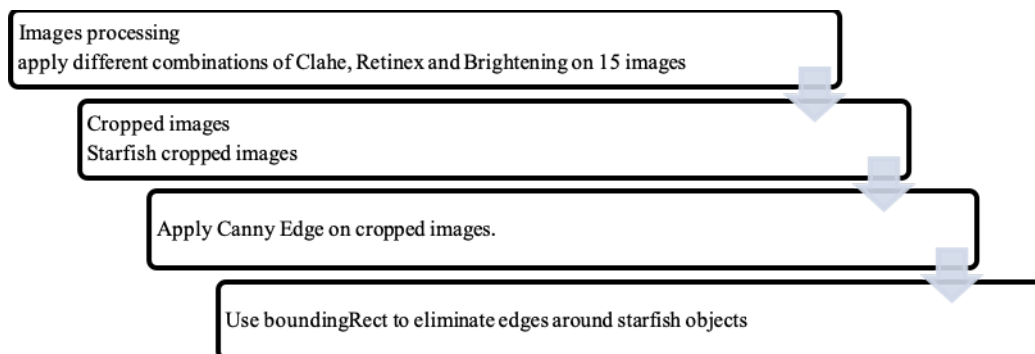 Images processing
apply different combinations of Clahe, Retinex and Brightening on 15 images
Cropped images
Starfish cropped images
Apply Canny Edge on cropped images.
Use boundingRect to eliminate edges around starfish objects